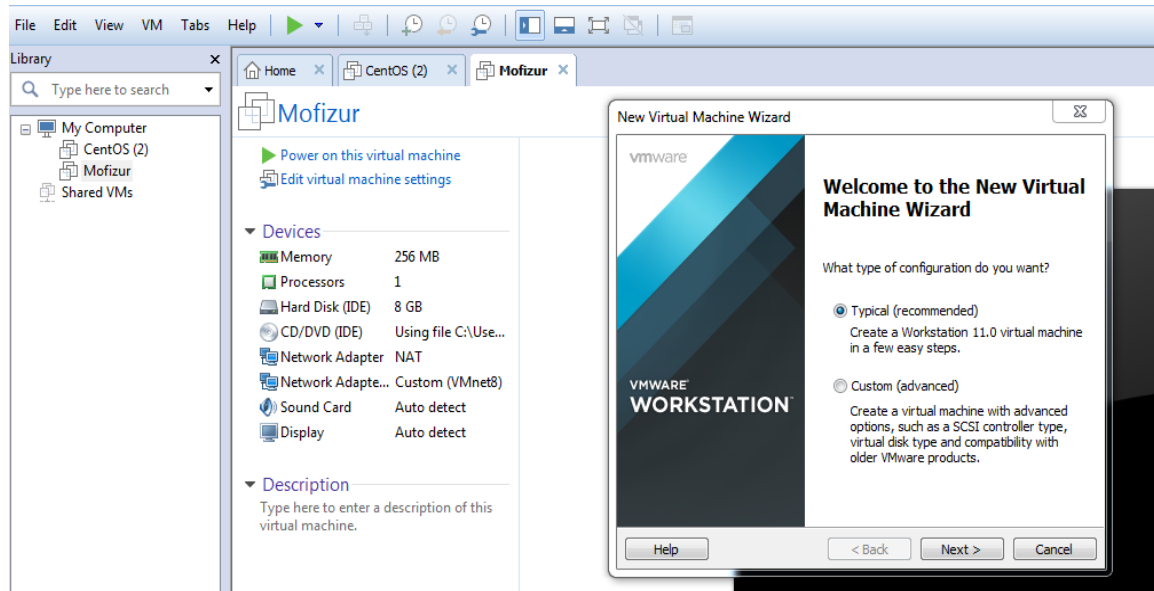 File Edit View VM Tabs Help
Library
Type here to search
My Computer
CentOS (2)
Mofizur
Shared VMs
Home
CentOS (2)
Mofizur
Mofizur
Power on this virtual machine
Edit virtual machine settings
Devices
Memory 256 MB
Processors 1
Hard Disk (IDE) 8 GB
CD/DVD (IDE) Using file C:\Use...
Network Adapter NAT
Network Adapte... Custom (VMnet8)
Sound Card Auto detect
Display Auto detect
Description
Type here to enter a description of this
virtual machine.
New Virtual Machine Wizard
vmware
VMWARE
WORKSTATION™
Welcome to the New Virtual
Machine Wizard
What type of configuration do you want?
Typical (recommended)
Create a Workstation 11.0 virtual machine
in a few easy steps.
Custom (advanced)
Create a virtual machine with advanced
options, such as a SCSI controller type,
virtual disk type and compatibility with
older VMware products.
Help
< Back
Next >
Cancel